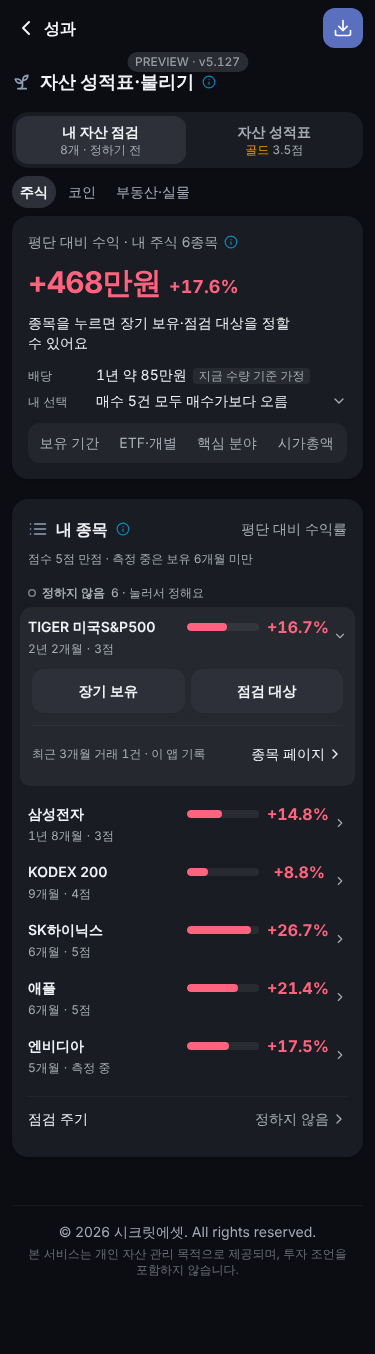 성과
PREVIEW · v5.127
자산 성적표·불리기
내 자산 점검
8개 · 정하기 전
자산 성적표
골드 3.5점
주식 코인 부동산·실물
평단 대비 수익 · 내 주식 6종목
+468만원 +17.6%
종목을 누르면 장기 보유·점검 대상을 정할
수 있어요
배당 1년 약 85만원 지금 수량 기준 가정
내 선택 매수 5건 모두 매수가보다 오름
보유 기간 ETF·개별 핵심 분야 시가총액
내 종목 평단 대비 수익률
점수 5점 만점 · 측정 중은 보유 6개월 미만
정하지 않음 6 · 눌러서 정해요
TIGER 미국S&P500 +16.7%
2년 2개월 · 3점
장기 보유 점검 대상
최근 3개월 거래 1건 · 이 앱 기록 종목 페이지
삼성전자 +14.8%
1년 8개월 · 3점
KODEX 200 +8.8%
9개월 · 4점
SK하이닉스 +26.7%
6개월 · 5점
애플 +21.4%
6개월 · 5점
엔비디아 +17.5%
5개월 · 측정 중
점검 주기 정하지 않음
© 2026 시크릿에셋. All rights reserved.
본 서비스는 개인 자산 관리 목적으로 제공되며, 투자 조언을
포함하지 않습니다.